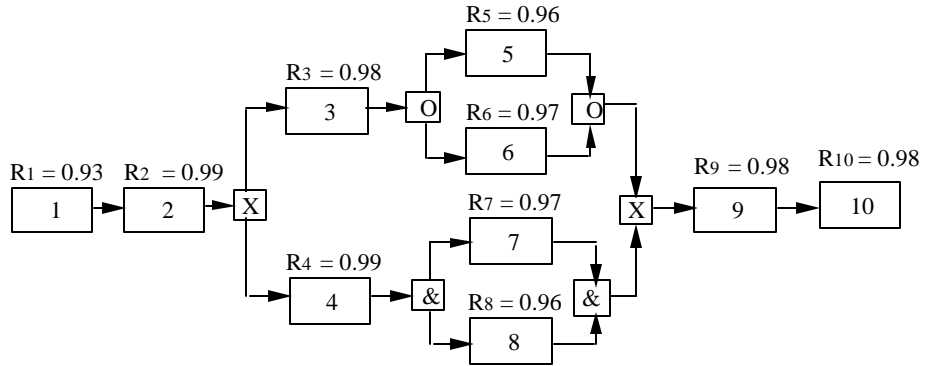 R5 = 0.96
5
R3 = 0.98
3
O
O
R6 = 0.97
6
R1 = 0.93
1
R2 = 0.99
2
X
R7 = 0.97
7
X
R9 = 0.98
9
R10 = 0.98
10
R4 = 0.99
4
&
&
R8 = 0.96
8